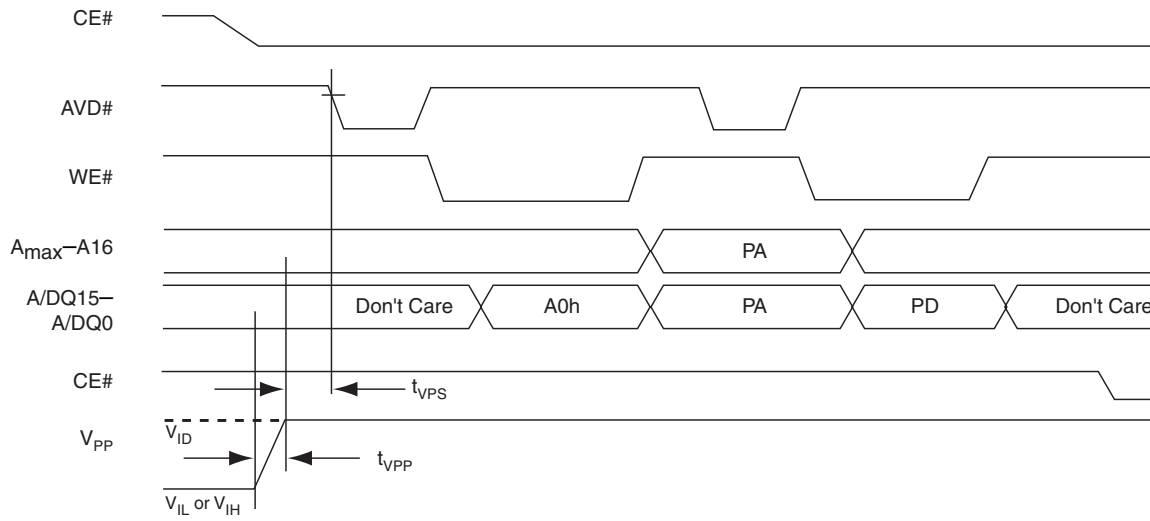 CE#
AVD#
WE#
Amax–A16
PA
A/DQ15–
A/DQ0
Don't Care
A0h
PA
PD
Don't Care
CE#
tVPS
VPP
VID
tVPP
VIL or VIH